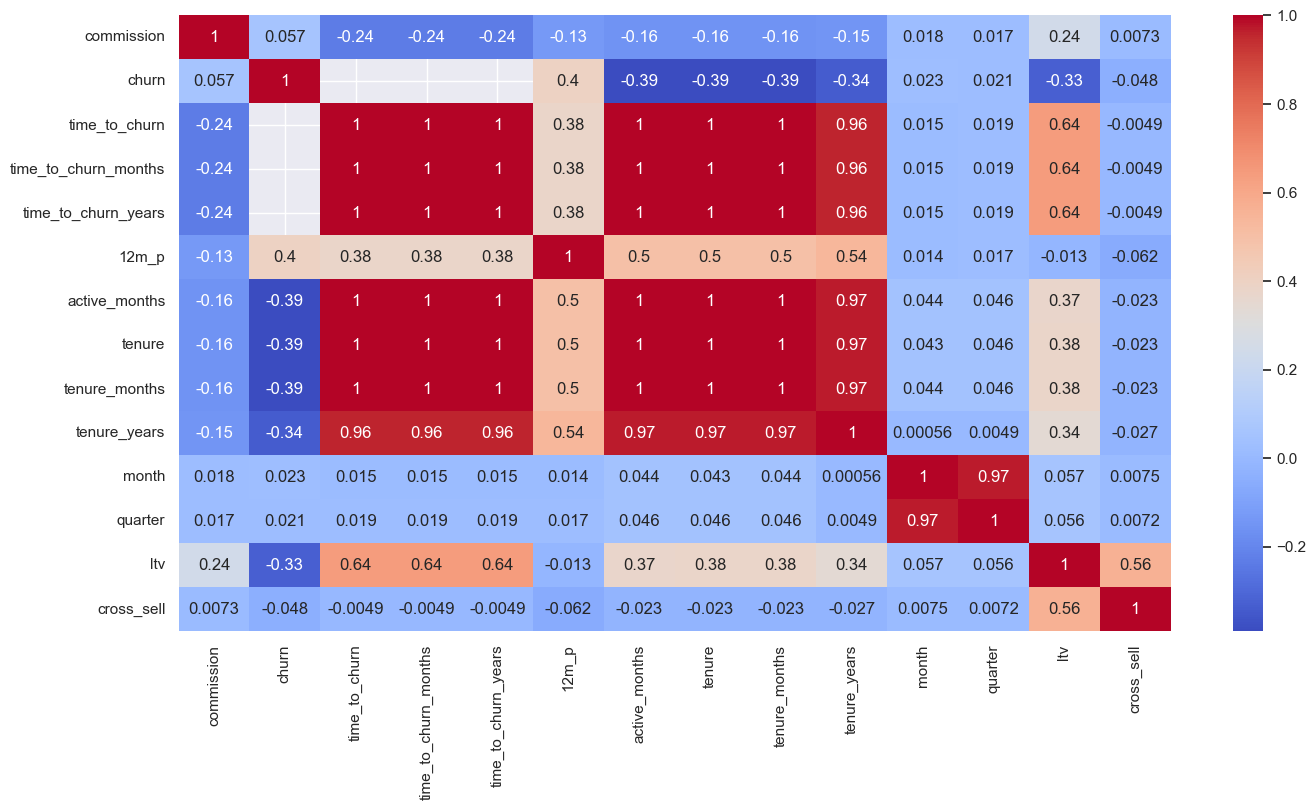 commission 1 0.057 -0.24 -0.24 -0.24 -0.13 -0.16 -0.16 -0.16 -0.15 0.018 0.017 0.24 0.0073
churn 0.057 1 0.4 -0.39 -0.39 -0.39 -0.34 0.023 0.021 -0.33 -0.048
time_to_churn -0.24 1 1 1 0.38 1 1 1 0.96 0.015 0.019 0.64 -0.0049
time_to_churn_months -0.24 1 1 1 0.38 1 1 1 0.96 0.015 0.019 0.64 -0.0049
time_to_churn_years -0.24 1 1 1 0.38 1 1 1 0.96 0.015 0.019 0.64 -0.0049
12m_p -0.13 0.4 0.38 0.38 0.38 1 0.5 0.5 0.5 0.54 0.014 0.017 -0.013 -0.062
active_months -0.16 -0.39 1 1 1 0.5 1 1 1 0.97 0.044 0.046 0.37 -0.023
tenure -0.16 -0.39 1 1 1 0.5 1 1 1 0.97 0.043 0.046 0.38 -0.023
tenure_months -0.16 -0.39 1 1 1 0.5 1 1 1 0.97 0.044 0.046 0.38 -0.023
tenure_years -0.15 -0.34 0.96 0.96 0.96 0.54 0.97 0.97 0.97 1 0.00056 0.0049 0.34 -0.027
month 0.018 0.023 0.015 0.015 0.015 0.014 0.044 0.043 0.044 0.00056 1 0.97 0.057 0.0075
quarter 0.017 0.021 0.019 0.019 0.019 0.017 0.046 0.046 0.046 0.0049 0.97 1 0.056 0.0072
ltv 0.24 -0.33 0.64 0.64 0.64 -0.013 0.37 0.38 0.38 0.34 0.057 0.056 1 0.56
cross_sell 0.0073 -0.048 -0.0049 -0.0049 -0.0049 -0.062 -0.023 -0.023 -0.023 -0.027 0.0075 0.0072 0.56 1
commission
churn
time_to_churn
time_to_churn_months
time_to_churn_years
12m_p
active_months
tenure
tenure_months
tenure_years
month
quarter
ltv
cross_sell
1.0
0.8
0.6
0.4
0.2
0.0
−0.2